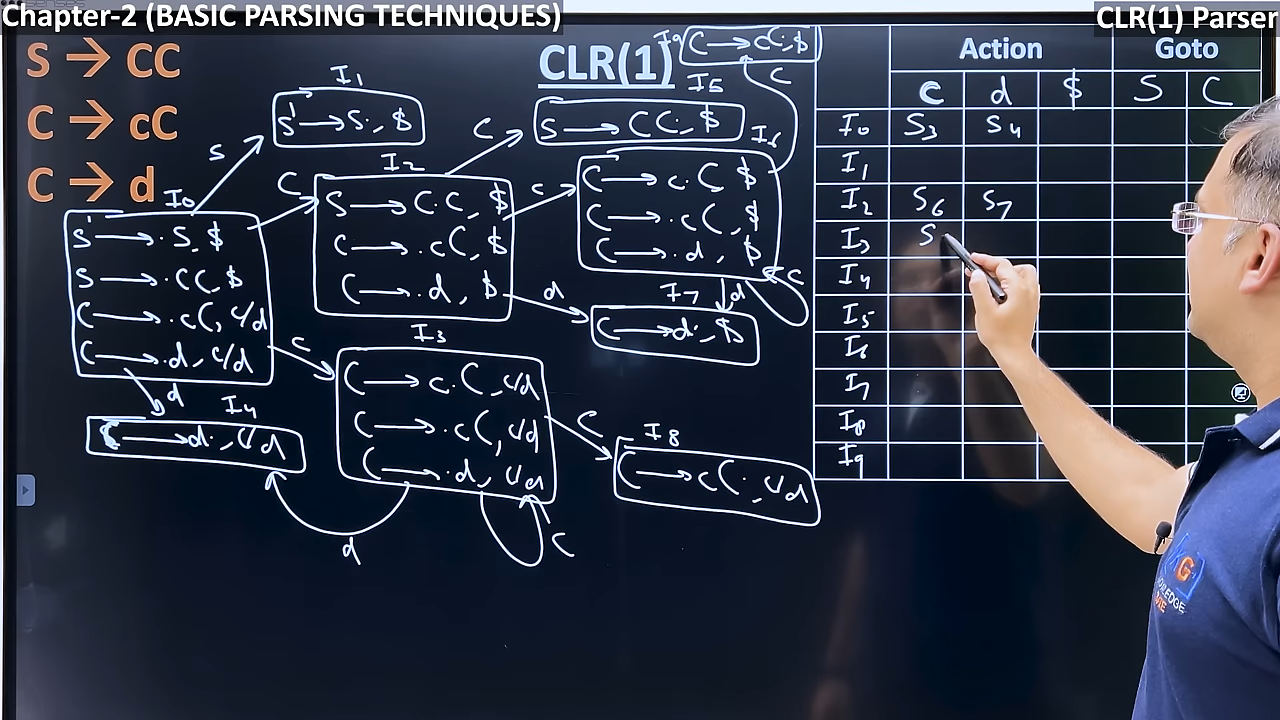 Chapter-2 (BASIC PARSING TECHNIQUES)
CLR(1) Parser
S → CC
C → cC
C → d
CLR(1)
I9
C → cC·, $
C
I1
S' → S·, $
S
I5
S → CC·, $
C
I0
S' → ·S, $
S → ·CC, $
C → ·cC, c/d
C → ·d, c/d
C
I2
S → C·C, $
C → ·cC, $
C → ·d, $
c
I6
C → c·C, $
C → ·cC, $
C → ·d, $
c
d
I7
C → d·, $
d
c
I3
C → c·C, c/d
C → ·cC, c/d
C → ·d, c/d
d
I4
C → d·, c/d
C
I8
C → cC·, c/d
d
c
Action Goto
c d $ S C
I0 S3 S4
I1
I2 S6 S7
I3 S
I4
I5
I6
I7
I8
I9
KG